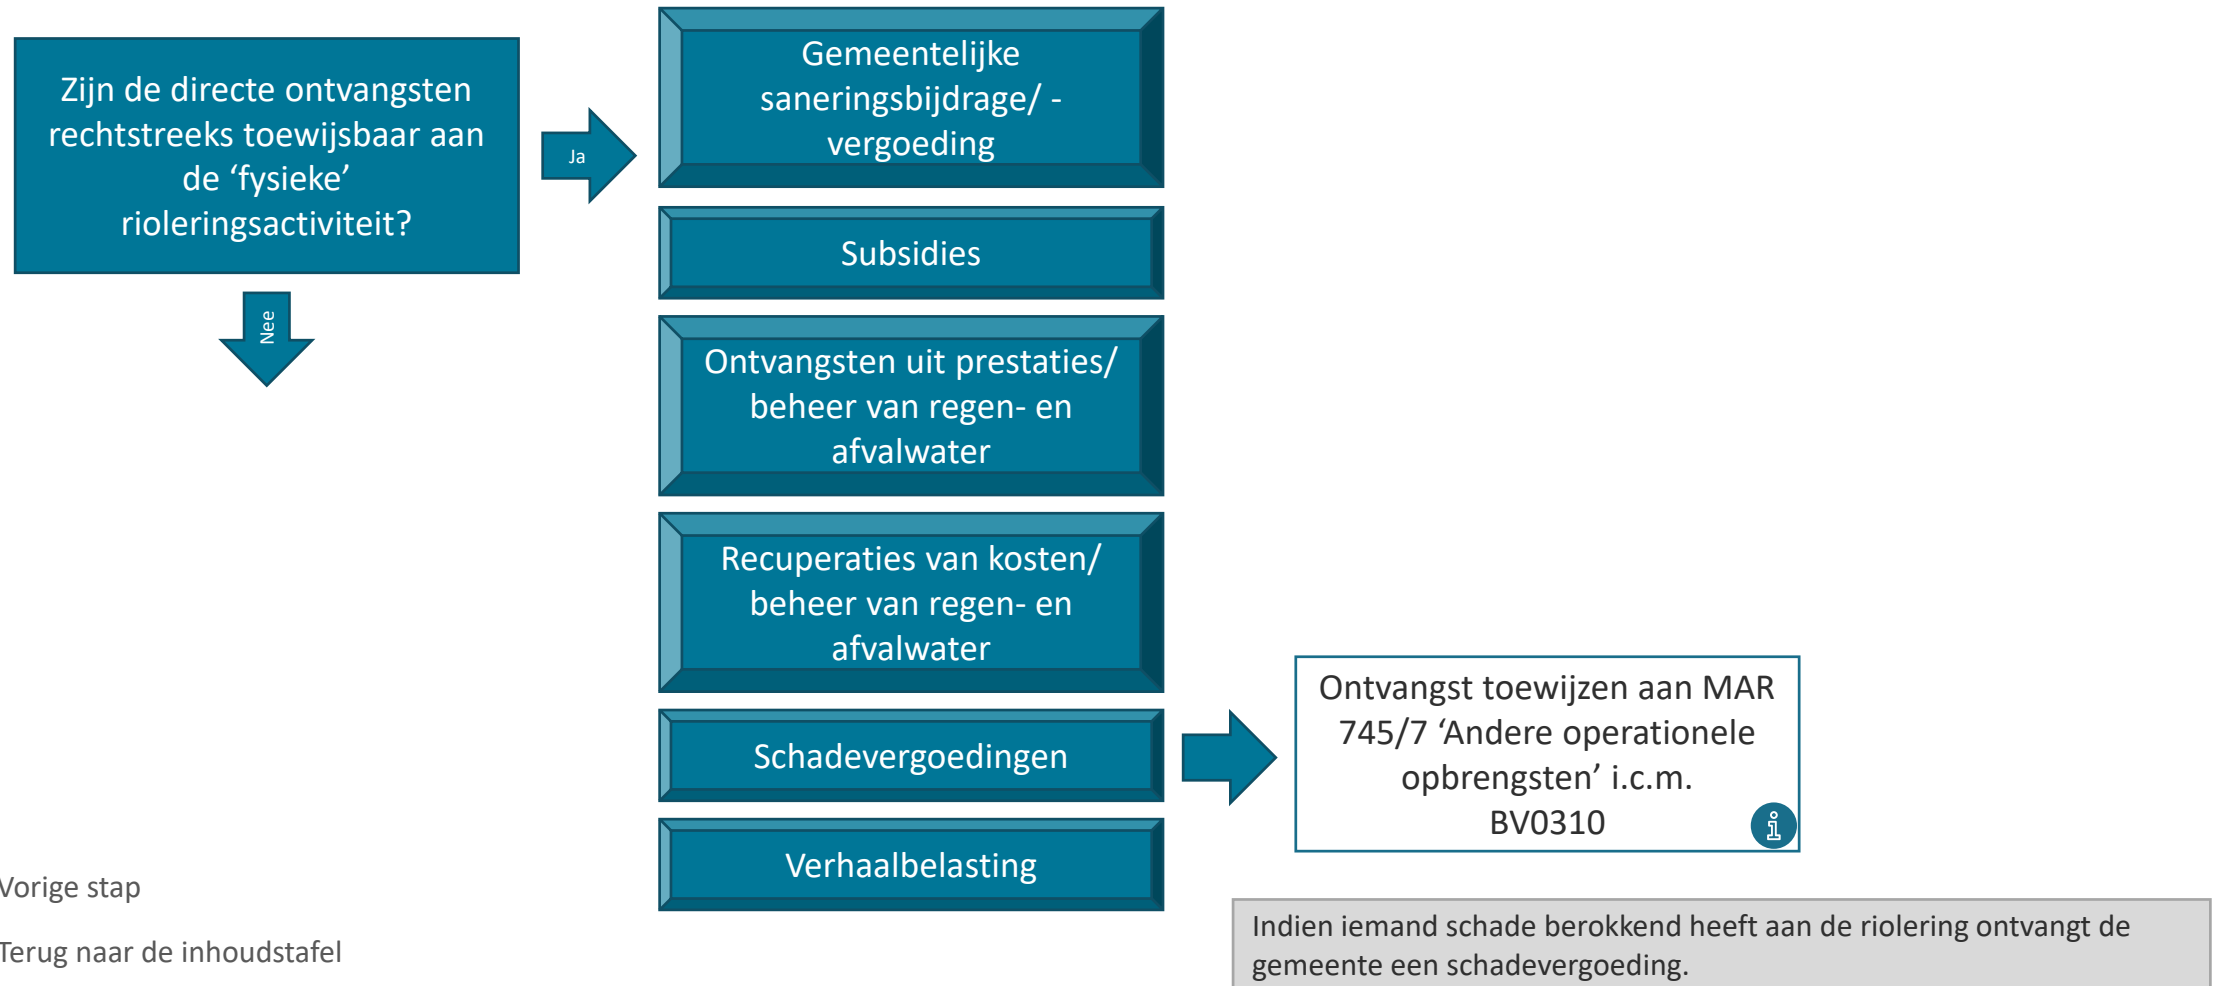 Zijn de directe ontvangsten
rechtstreeks toewijsbaar aan
de ‘fysieke’
rioleringsactiviteit?
Ja
Nee
Gemeentelijke
saneringsbijdrage/ -
vergoeding
Subsidies
Ontvangsten uit prestaties/
beheer van regen- en
afvalwater
Recuperaties van kosten/
beheer van regen- en
afvalwater
Schadevergoedingen
Verhaalbelasting
Ontvangst toewijzen aan MAR
745/7 ‘Andere operationele
opbrengsten’ i.c.m.
BV0310
Indien iemand schade berokkend heeft aan de riolering ontvangt de
gemeente een schadevergoeding.
Vorige stap
Terug naar de inhoudstafel